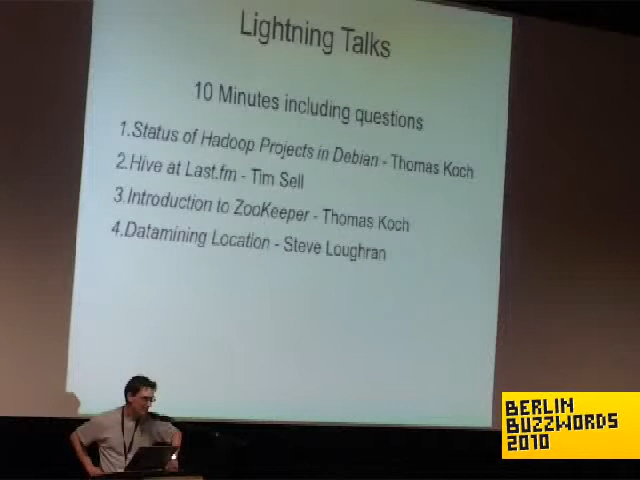 Lightning Talks
10 Minutes including questions
1.Status of Hadoop Projects in Debian - Thomas Koch
2.Hive at Last.fm - Tim Sell
3.Introduction to ZooKeeper - Thomas Koch
4.Datamining Location - Steve Loughran
BERLIN
BUZZWORDS
2010